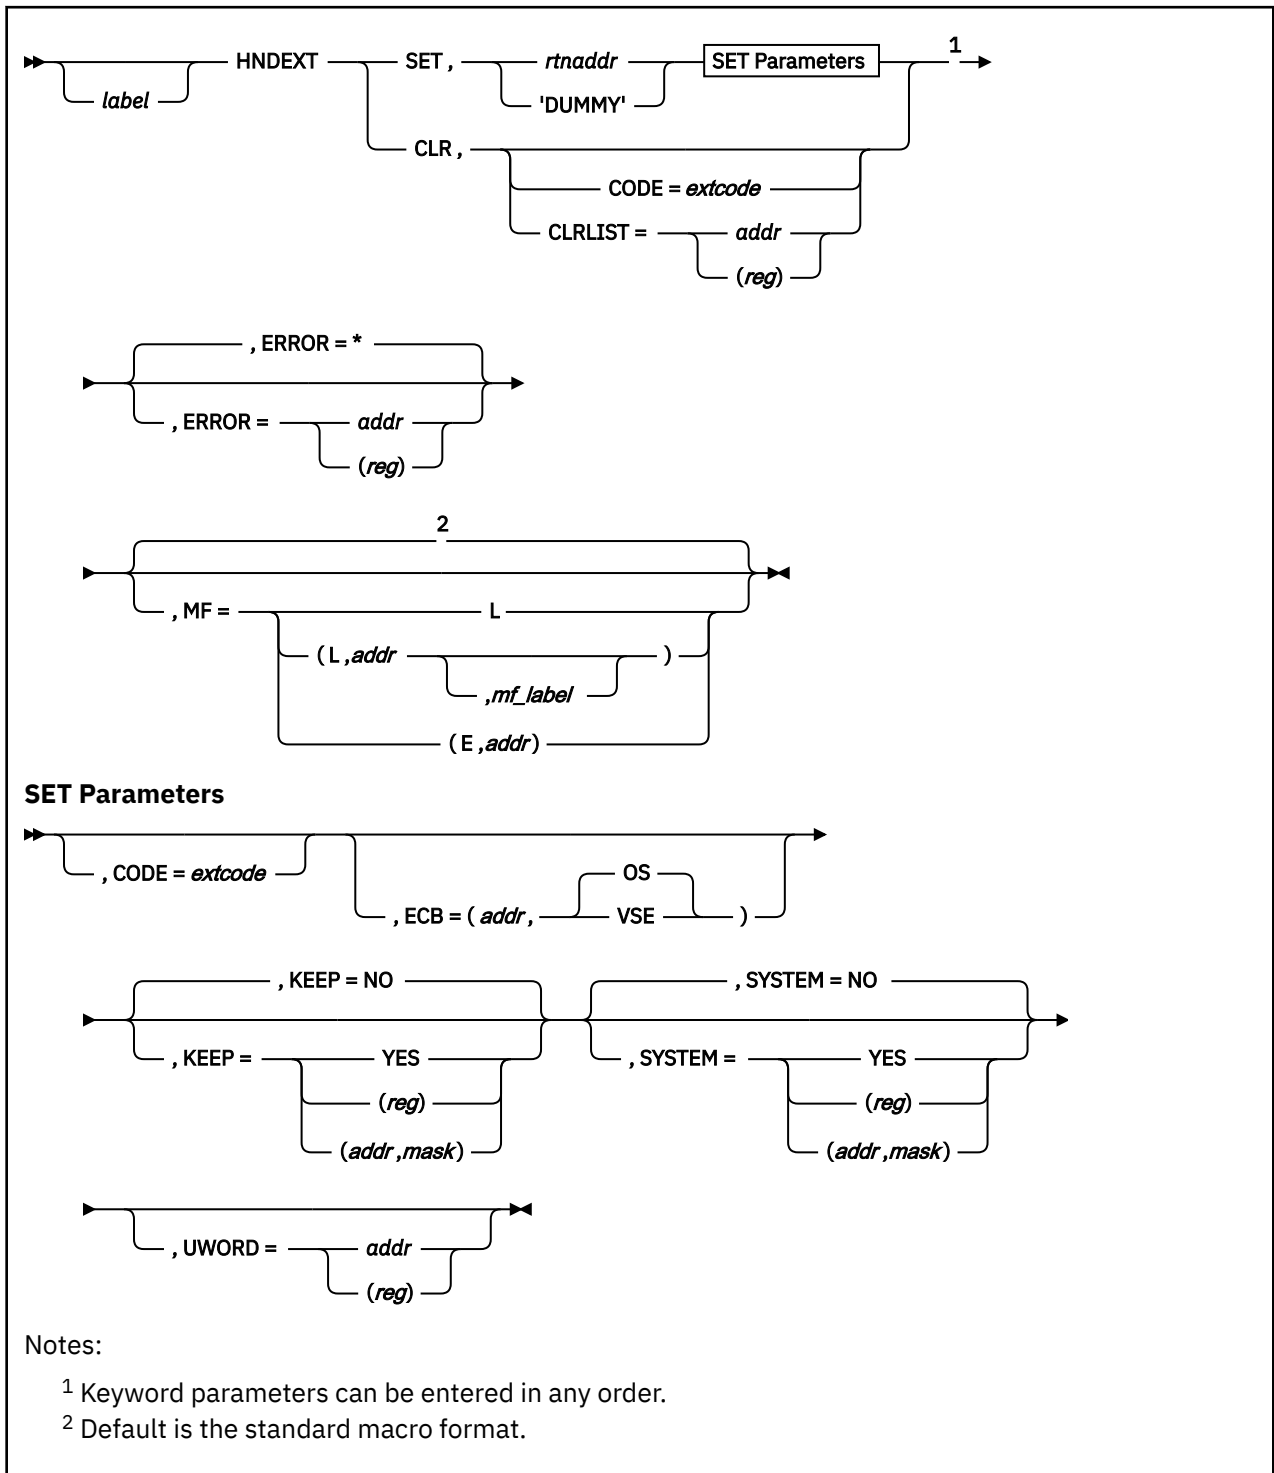 HNDEXT SET , rtnaddr SET Parameters 1
label 'DUMMY'
CLR ,
CODE = extcode
CLRLIST = addr
(reg)
, ERROR = *
, ERROR = addr
(reg)
2
, MF = L
( L ,addr )
,mf_label
( E ,addr )
SET Parameters
, CODE = extcode OS
, ECB = ( addr , VSE )
, KEEP = NO , SYSTEM = NO
, KEEP = YES , SYSTEM = YES
(reg) (reg)
(addr ,mask) (addr ,mask)
, UWORD = addr
(reg)
Notes:
1 Keyword parameters can be entered in any order.
2 Default is the standard macro format.